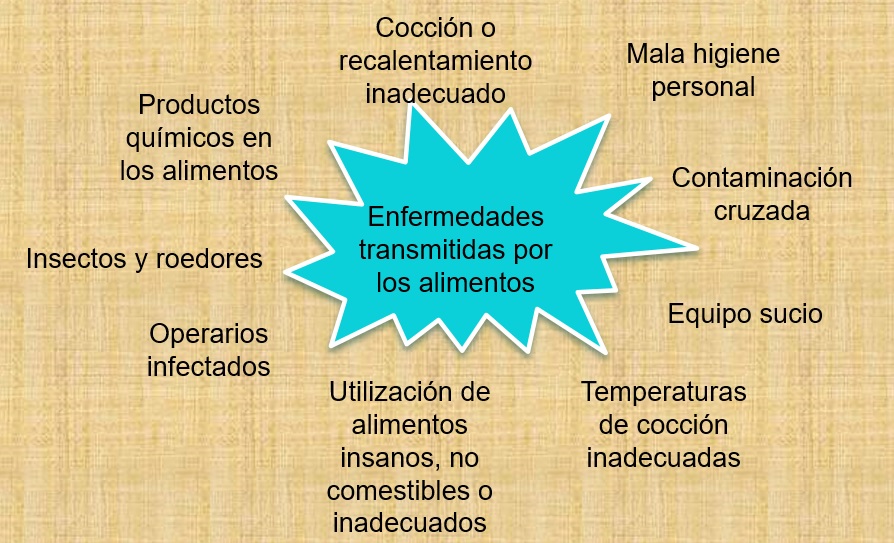 Cocción o
recalentamiento
inadecuado
Mala higiene
personal
Productos
químicos en
los alimentos
Contaminación
cruzada
Enfermedades
transmitidas por
los alimentos
Insectos y roedores
Equipo sucio
Operarios
infectados
Utilización de
alimentos
insanos, no
comestibles o
inadecuados
Temperaturas
de cocción
inadecuadas